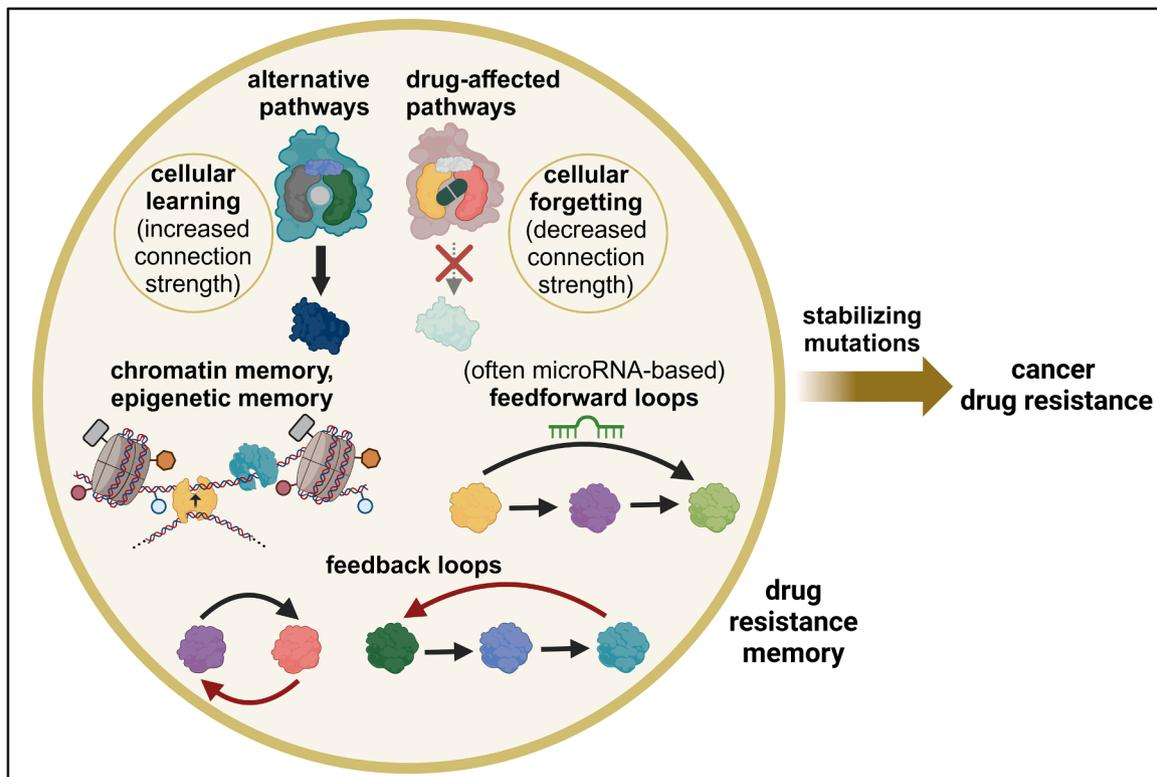 alternative
pathways
drug-affected
pathways
cellular
learning
(increased
connection
strength)
cellular
forgetting
(decreased
connection
strength)
chromatin memory,
epigenetic memory
(often microRNA-based)
feedforward loops
feedback loops
stabilizing
mutations
cancer
drug resistance
drug
resistance
memory